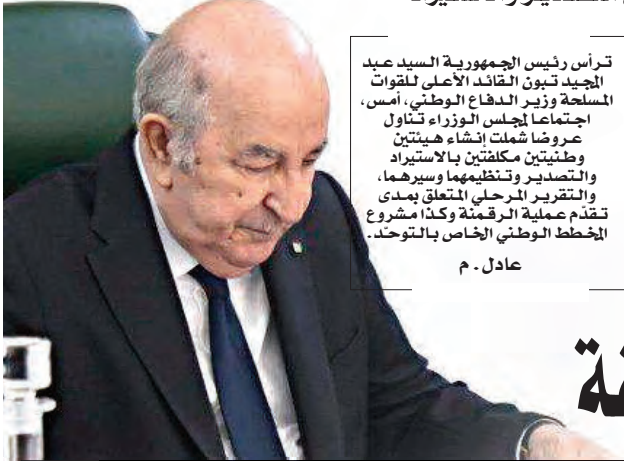 ترأس رئيس الجمهورية السيد عبد
المجيد تبون القائد الأعلى للقوات
المسلحة وزير الدفاع الوطني، أمس،
اجتماعا لمجلس الوزراء تناول
عروضا شملت إنشاء هيئتين
وطنيتين مكلفتين بالاستيراد
والتصدير وتنظيمهما وسيرهما،
والتقرير المرحلي المتعلق بمدى
تقدّم عملية الرقمنة وكذا مشروع
المخطط الوطني الخاص بالتوحّد.
عادل . م